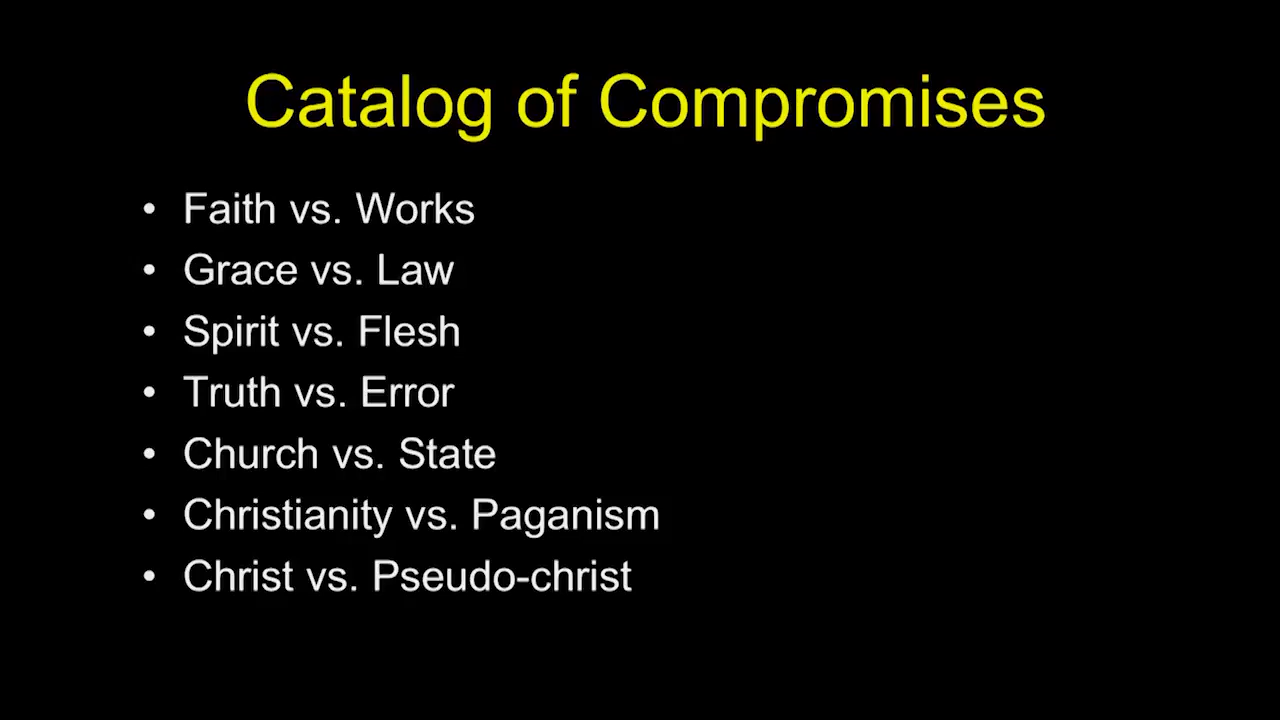 Catalog of Compromises
• Faith vs. Works
• Grace vs. Law
• Spirit vs. Flesh
• Truth vs. Error
• Church vs. State
• Christianity vs. Paganism
• Christ vs. Pseudo-christ